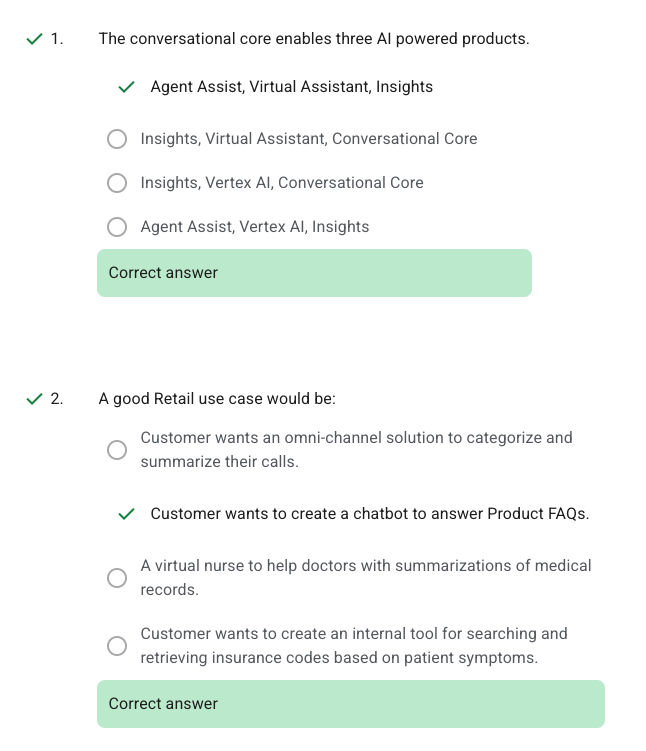 1. The conversational core enables three AI powered products.
Agent Assist, Virtual Assistant, Insights
Insights, Virtual Assistant, Conversational Core
Insights, Vertex AI, Conversational Core
Agent Assist, Vertex AI, Insights
Correct answer
2. A good Retail use case would be:
Customer wants an omni-channel solution to categorize and
summarize their calls.
Customer wants to create a chatbot to answer Product FAQs.
A virtual nurse to help doctors with summarizations of medical
records.
Customer wants to create an internal tool for searching and
retrieving insurance codes based on patient symptoms.
Correct answer